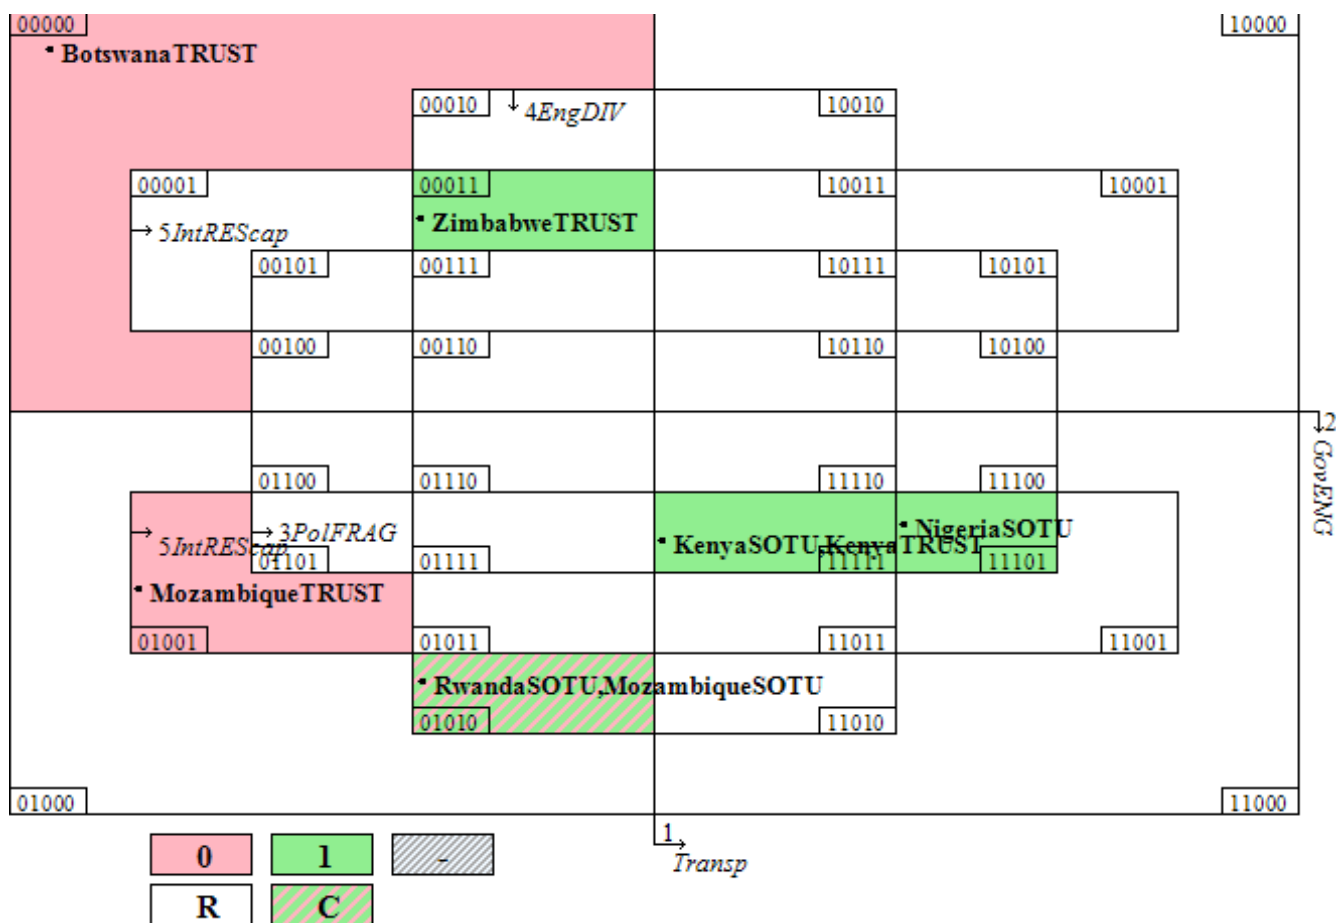 00000 10000
BotswanaTRUST
00010 4EngDIV 10010
00001 00011 10011 10001
5IntREScap ZimbabweTRUST
00101 00111 10111 10101
00100 00110 10110 10100
2
GovENG
01100 01110 11110 11100
5IntREScap 3PolFRAG KenyaSOTU,KenyaTRUST NigeriaSOTU
01101 01111 11111 11101
MozambiqueTRUST
01001 01011 11011 11001
RwandaSOTU,MozambiqueSOTU
01010 11010
01000 11000
1
Transp
0 1 -
R C